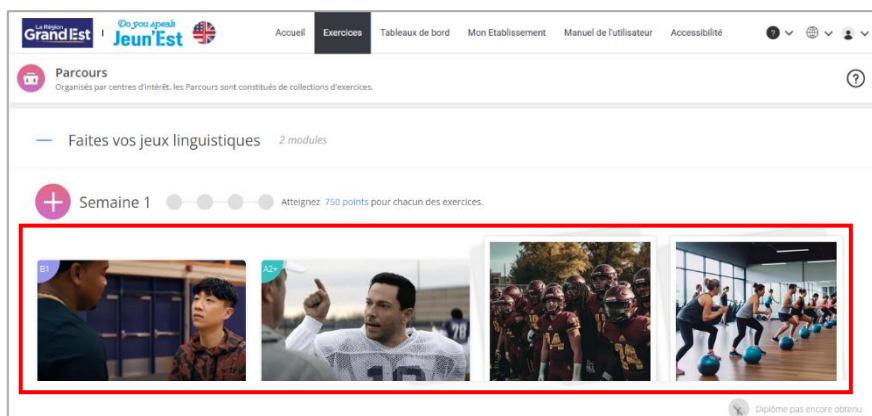 La Région
Grand Est
Do you speak
Jeun'Est
Accueil
Exercices
Tableaux de bord
Mon Etablissement
Manuel de l'utilisateur
Accessibilité
?
Parcours
Organisés par centres d'intérêt, les Parcours sont constitués de collections d'exercices.
?
Faites vos jeux linguistiques 2 modules
Semaine 1 Atteignez 750 points pour chacun des exercices.
B1
A2+
Diplôme pas encore obtenu